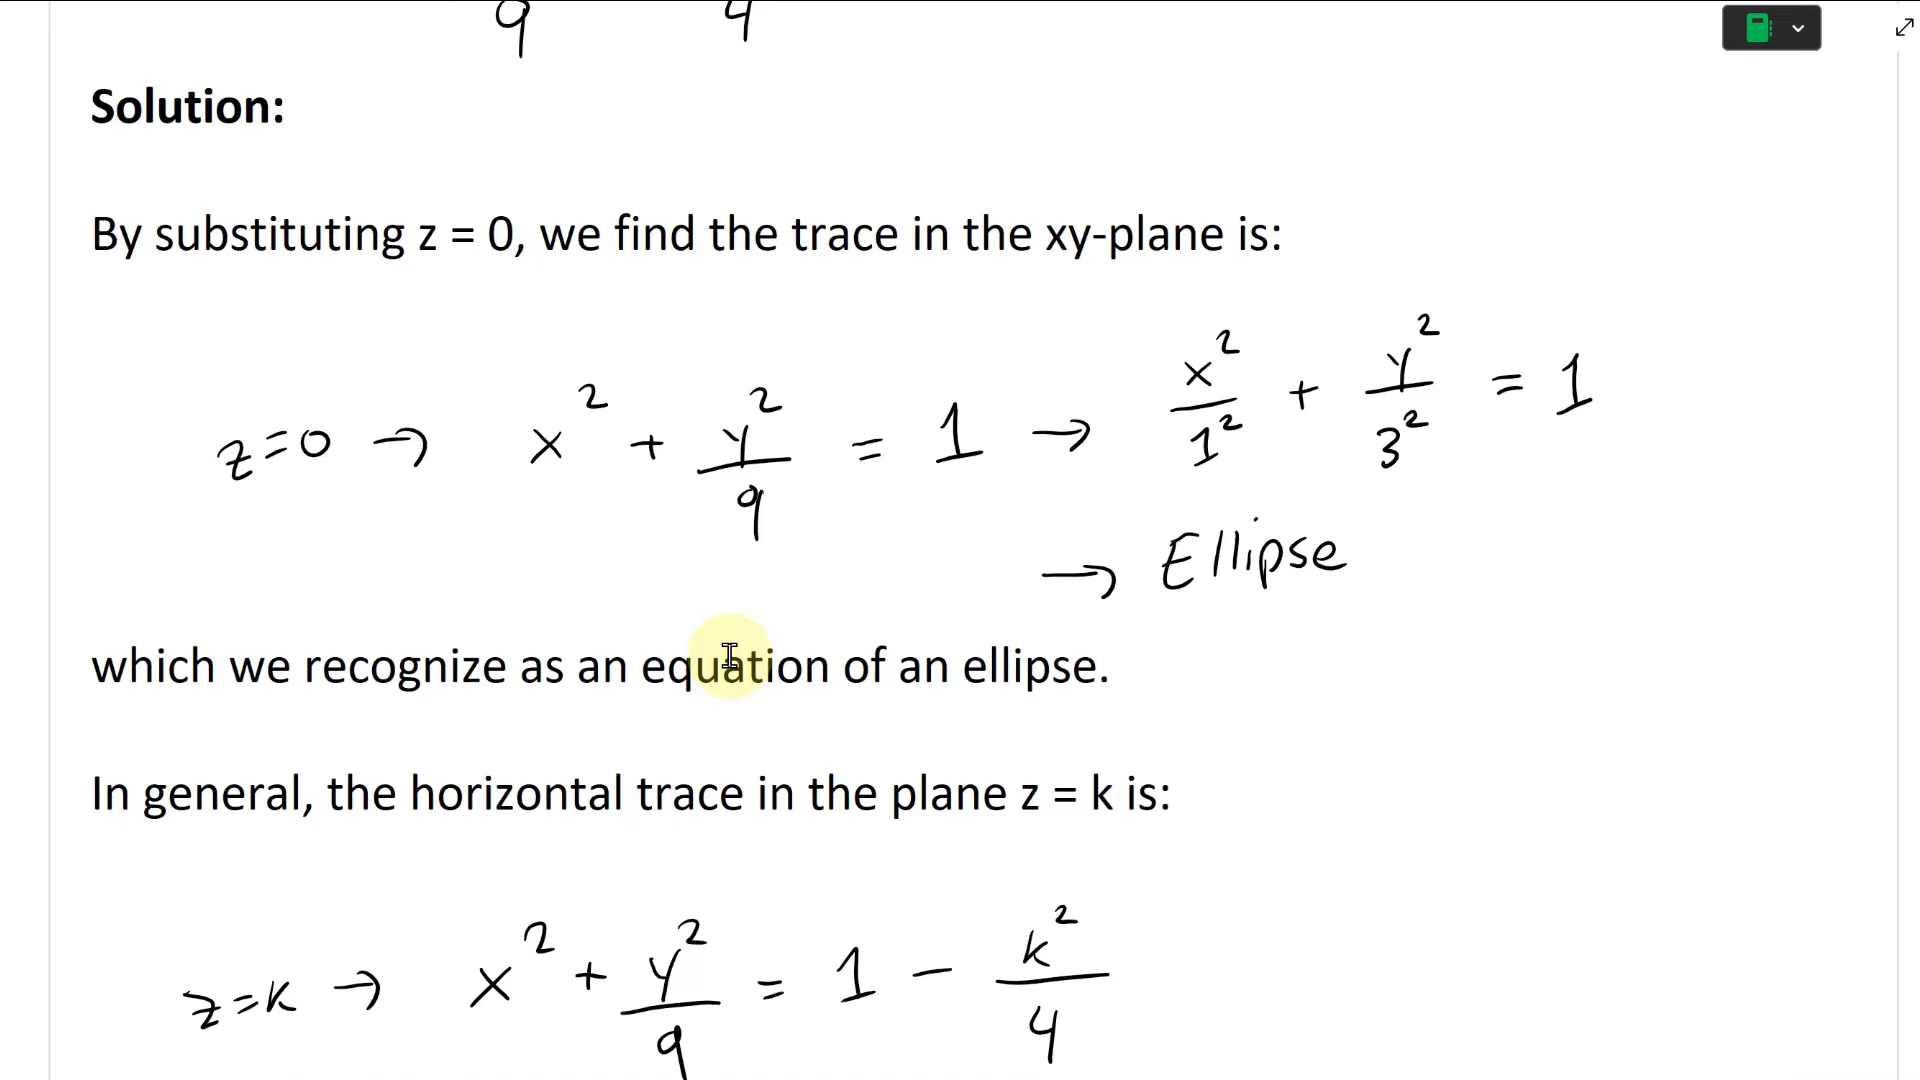 9 4
Solution:
By substituting z = 0, we find the trace in the xy-plane is:
z=0 → x² + y²/9 = 1 → x²/1² + y²/3² = 1
→ Ellipse
which we recognize as an equation of an ellipse.
In general, the horizontal trace in the plane z = k is:
z=k → x² + y²/9 = 1 − k²/4